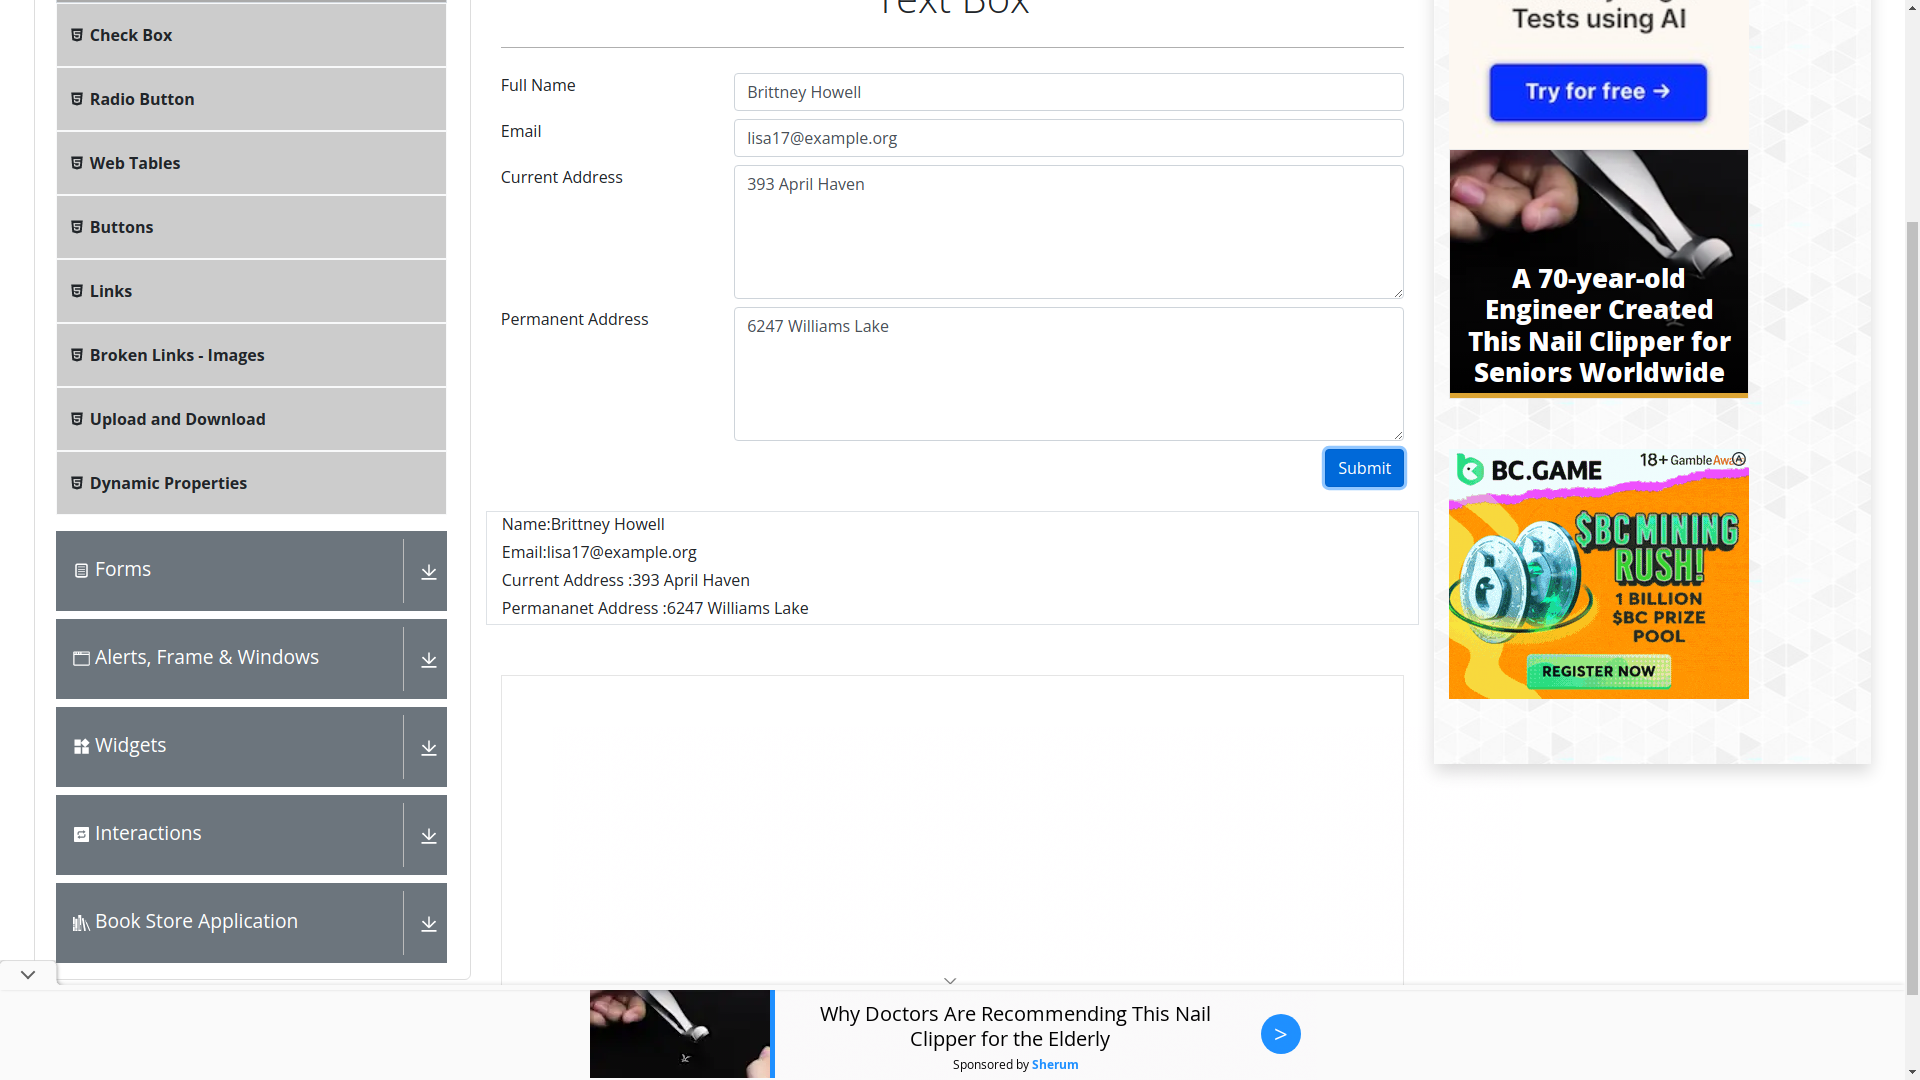 Check Box
Radio Button
Web Tables
Buttons
Links
Broken Links - Images
Upload and Download
Dynamic Properties
Forms
Alerts, Frame & Windows
Widgets
Interactions
Book Store Application
Text Box
Full Name
Brittney Howell
Email
lisa17@example.org
Current Address
393 April Haven
Permanent Address
6247 Williams Lake
Submit
Name:Brittney Howell
Email:lisa17@example.org
Current Address :393 April Haven
Permananet Address :6247 Williams Lake
Tests using AI
Try for free →
A 70-year-old
Engineer Created
This Nail Clipper for
Seniors Worldwide
BC.GAME
18+ GambleAwa
$BC MINING
RUSH!
1 BILLION
$BC PRIZE
POOL
REGISTER NOW
Why Doctors Are Recommending This Nail
Clipper for the Elderly
Sponsored by Sherum
>